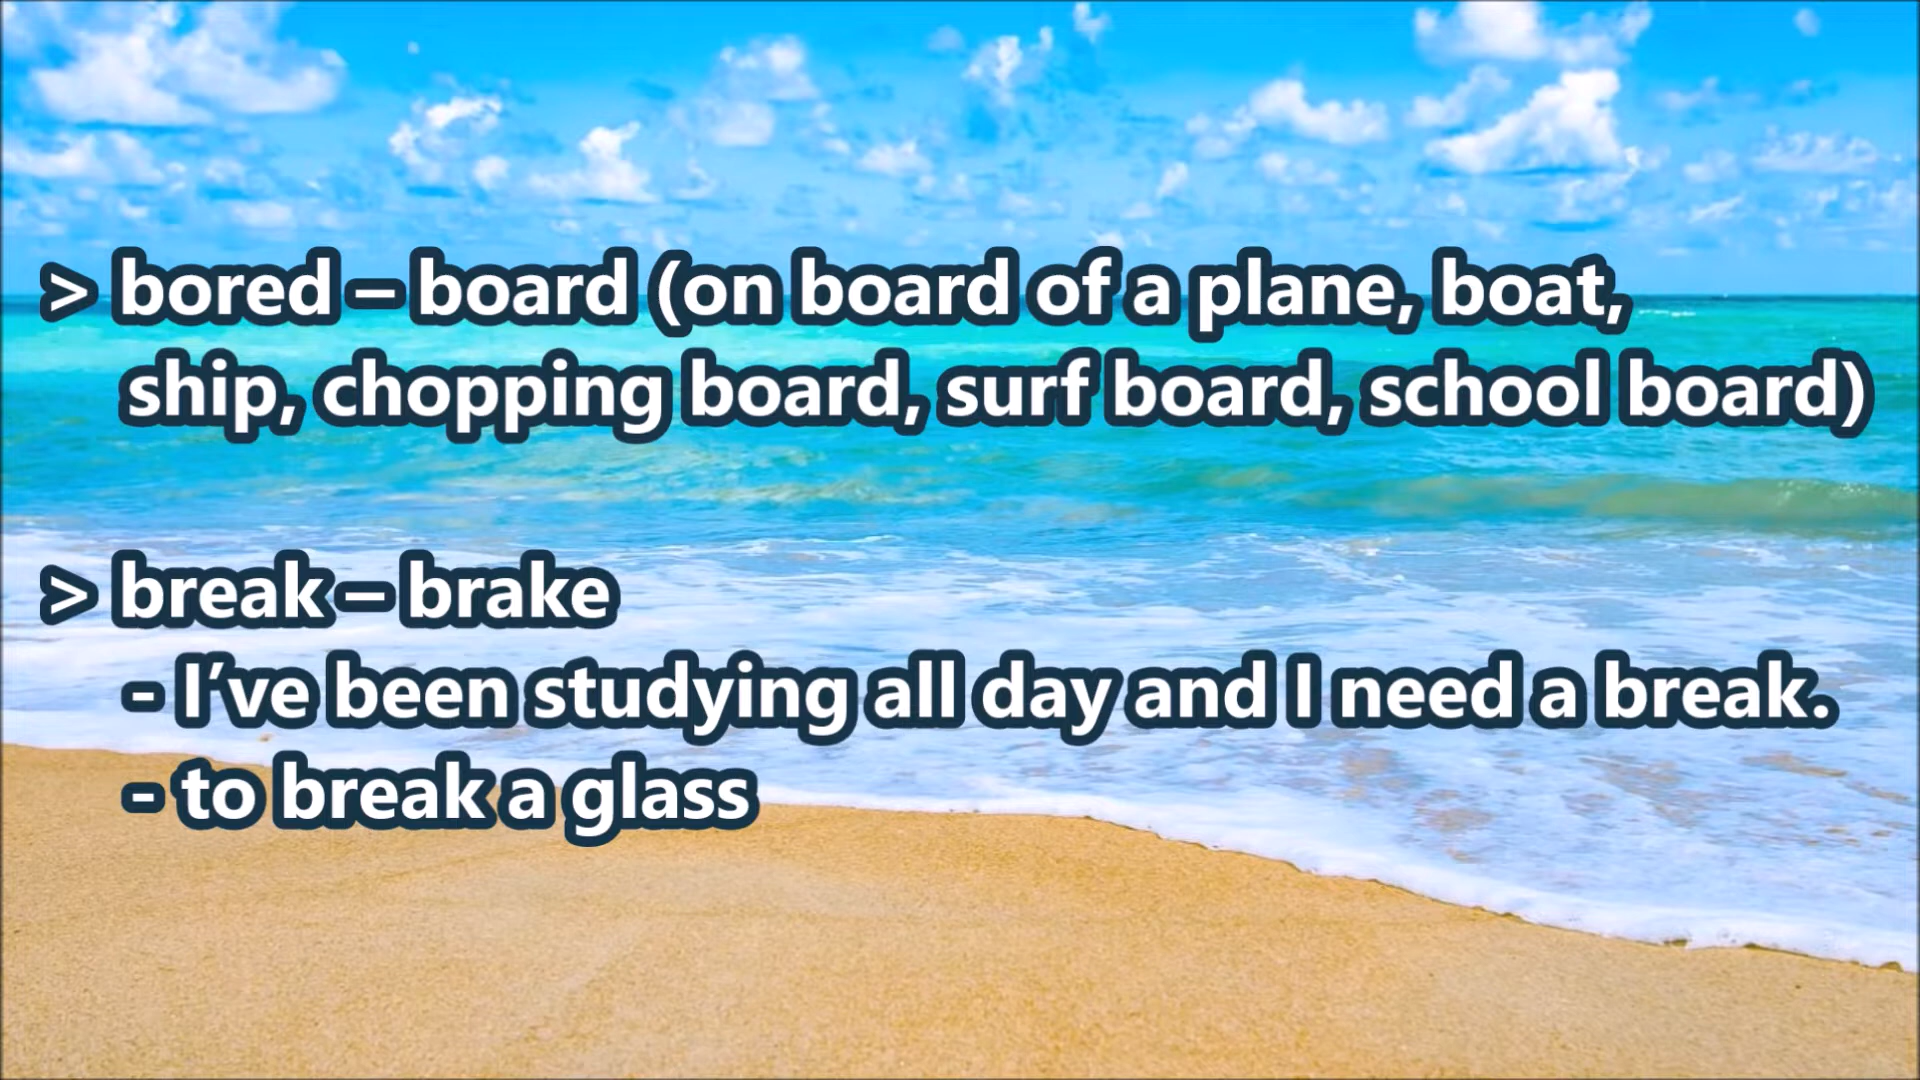 > bored – board (on board of a plane, boat,
ship, chopping board, surf board, school board)
> break – brake
- I’ve been studying all day and I need a break.
- to break a glass